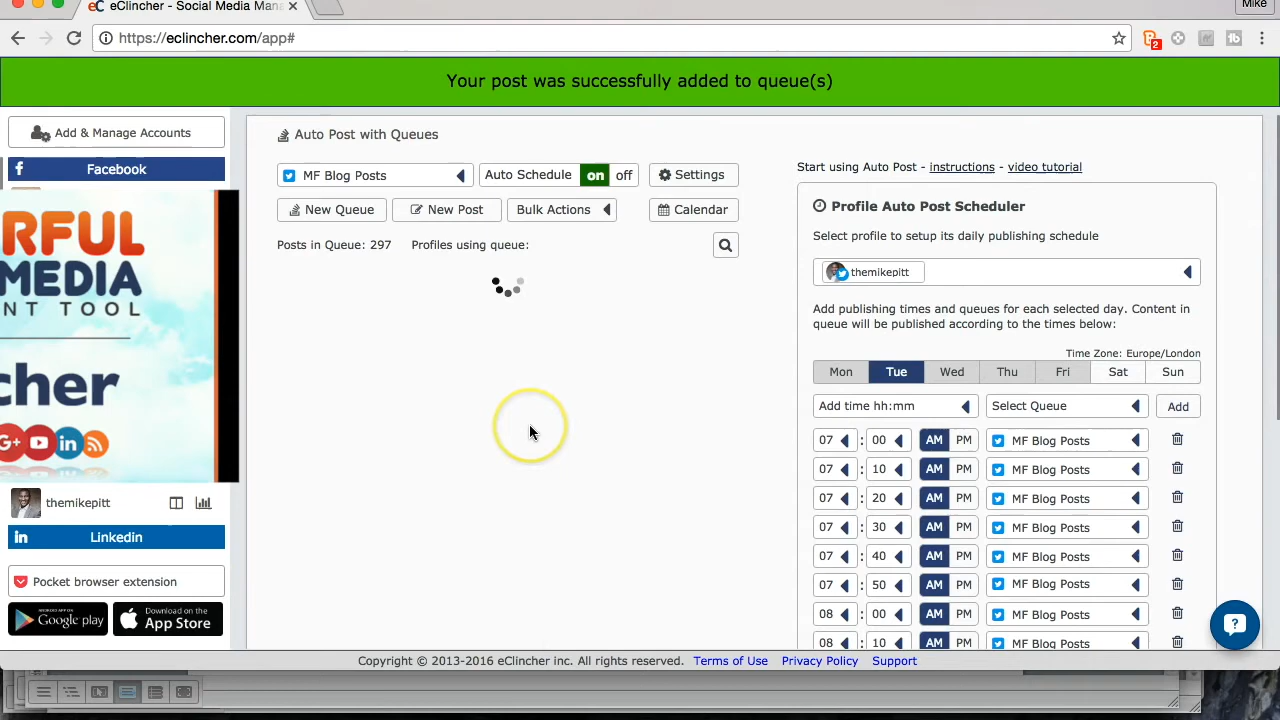 eClincher - Social Media Mana
Mike
https://eclincher.com/app#
2
Your post was successfully added to queue(s)
Add & Manage Accounts
Facebook
RFUL
MEDIA
NT TOOL
cher
themikepitt
Linkedin
Pocket browser extension
ANDROID APP ON
Google play
Download on the
App Store
Auto Post with Queues
MF Blog Posts
Auto Schedule on off
Settings
New Queue
New Post
Bulk Actions
Calendar
Posts in Queue: 297 Profiles using queue:
Start using Auto Post - instructions - video tutorial
Profile Auto Post Scheduler
Select profile to setup its daily publishing schedule
themikepitt
Add publishing times and queues for each selected day. Content in
queue will be published according to the times below:
Time Zone: Europe/London
Mon Tue Wed Thu Fri Sat Sun
Add time hh:mm Select Queue Add
07 : 00 AM PM MF Blog Posts
07 : 10 AM PM MF Blog Posts
07 : 20 AM PM MF Blog Posts
07 : 30 AM PM MF Blog Posts
07 : 40 AM PM MF Blog Posts
07 : 50 AM PM MF Blog Posts
08 : 00 AM PM MF Blog Posts
08 : 10 AM PM MF Blog Posts
Copyright © 2013-2016 eClincher inc. All rights reserved. Terms of Use Privacy Policy Support